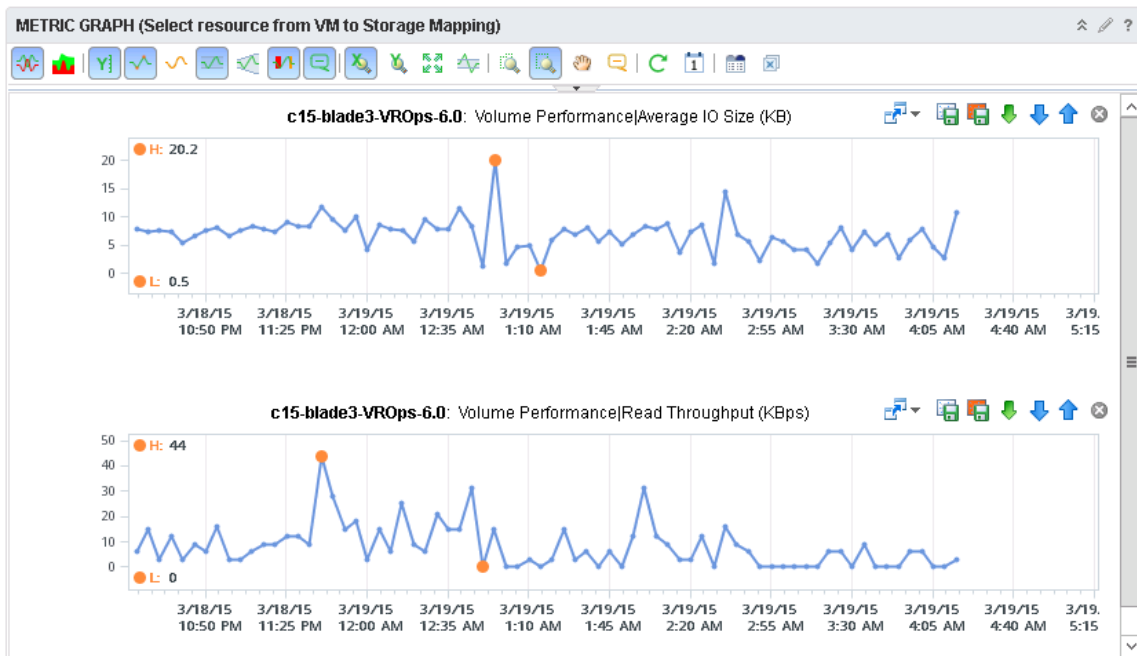 METRIC GRAPH (Select resource from VM to Storage Mapping)
?
Y
Y
1
c15-blade3-VROps-6.0: Volume Performance|Average IO Size (KB)
H: 20.2
20
15
10
5
0
L: 0.5
3/18/15 3/18/15 3/19/15 3/19/15 3/19/15 3/19/15 3/19/15 3/19/15 3/19/15 3/19/15 3/19/15 3/19.
10:50 PM 11:25 PM 12:00 AM 12:35 AM 1:10 AM 1:45 AM 2:20 AM 2:55 AM 3:30 AM 4:05 AM 4:40 AM 5:15
c15-blade3-VROps-6.0: Volume Performance|Read Throughput (KBps)
50
H: 44
40
30
20
10
0
L: 0
3/18/15 3/18/15 3/19/15 3/19/15 3/19/15 3/19/15 3/19/15 3/19/15 3/19/15 3/19/15 3/19/15 3/19.
10:50 PM 11:25 PM 12:00 AM 12:35 AM 1:10 AM 1:45 AM 2:20 AM 2:55 AM 3:30 AM 4:05 AM 4:40 AM 5:15